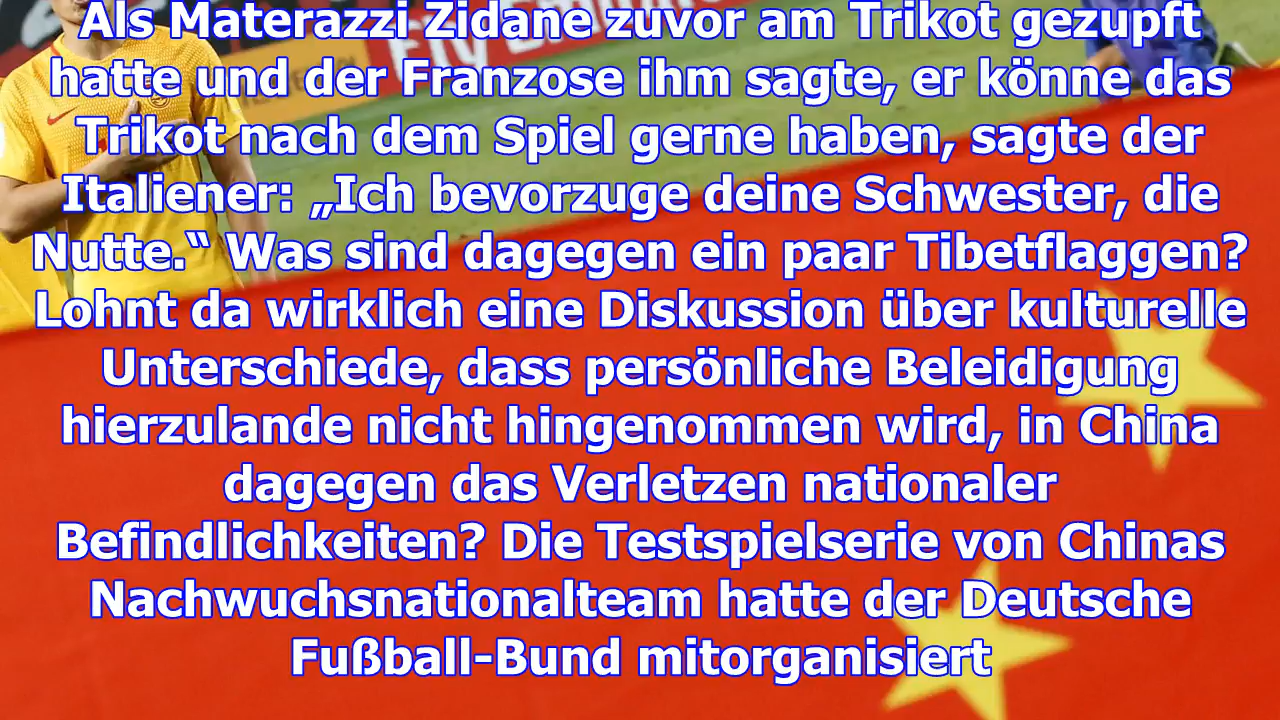 Als Materazzi Zidane zuvor am Trikot gezupft
hatte und der Franzose ihm sagte, er könne das
Trikot nach dem Spiel gerne haben, sagte der
Italiener: „Ich bevorzuge deine Schwester, die
Nutte.“ Was sind dagegen ein paar Tibetflaggen?
Lohnt da wirklich eine Diskussion über kulturelle
Unterschiede, dass persönliche Beleidigung
hierzulande nicht hingenommen wird, in China
dagegen das Verletzen nationaler
Befindlichkeiten? Die Testspielserie von Chinas
Nachwuchsnationalteam hatte der Deutsche
Fußball-Bund mitorganisiert